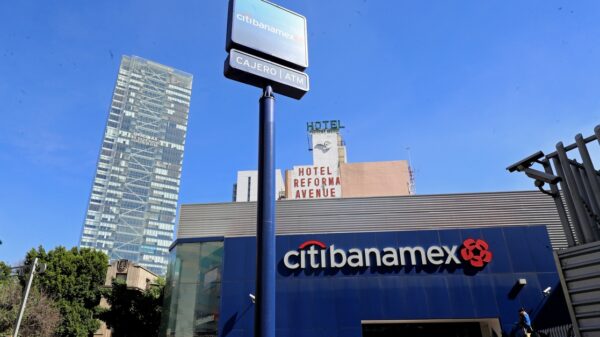 citibanamex
CAJERO | ATM
HOTEL
HOTEL
REFORMA
AVENUE
citibanamex